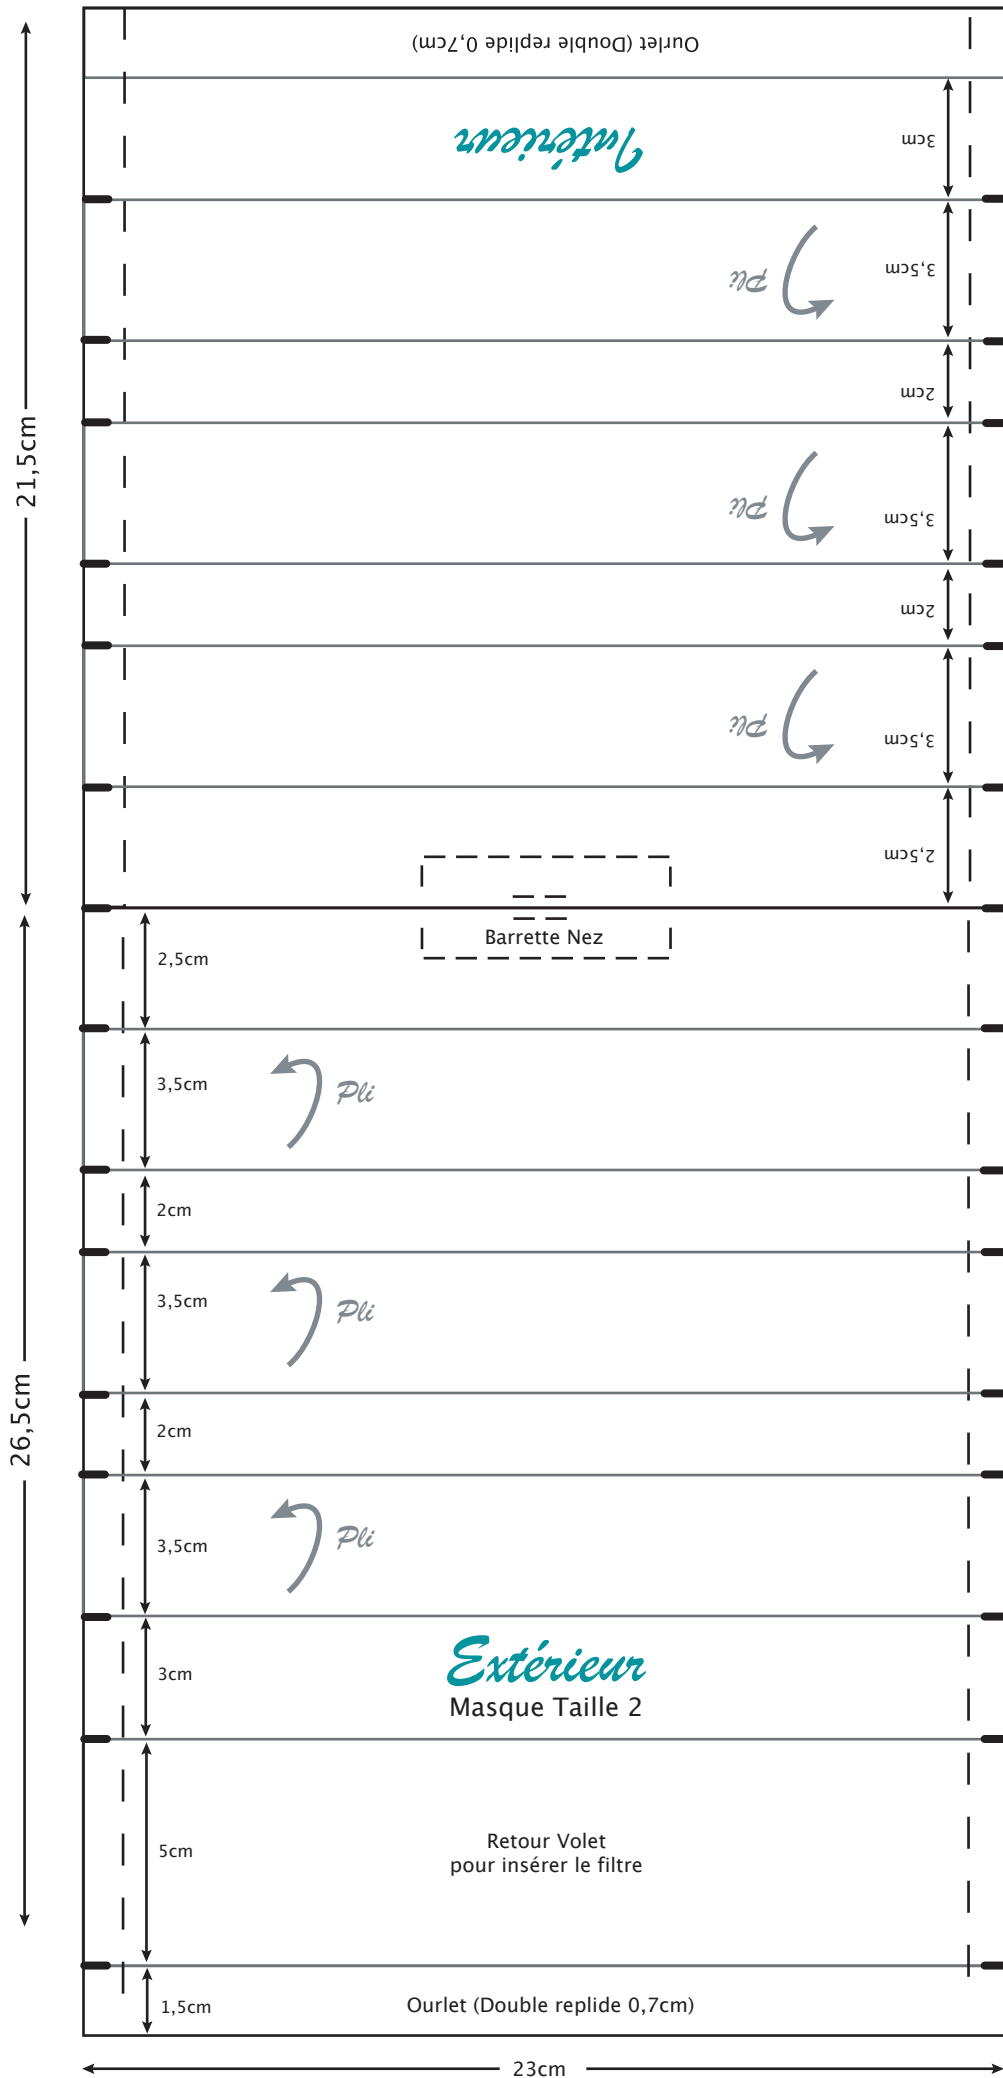 Ourlet (Double replide 0,7cm)
Intérieur
3cm
Pli
3,5cm
2cm
21,5cm
Pli
3,5cm
2cm
Pli
3,5cm
2,5cm
Barrette Nez
2,5cm
3,5cm
Pli
2cm
3,5cm
Pli
26,5cm
2cm
3,5cm
Pli
Extérieur
3cm
Masque Taille 2
5cm
Retour Volet
pour insérer le filtre
1,5cm
Ourlet (Double replide 0,7cm)
23cm